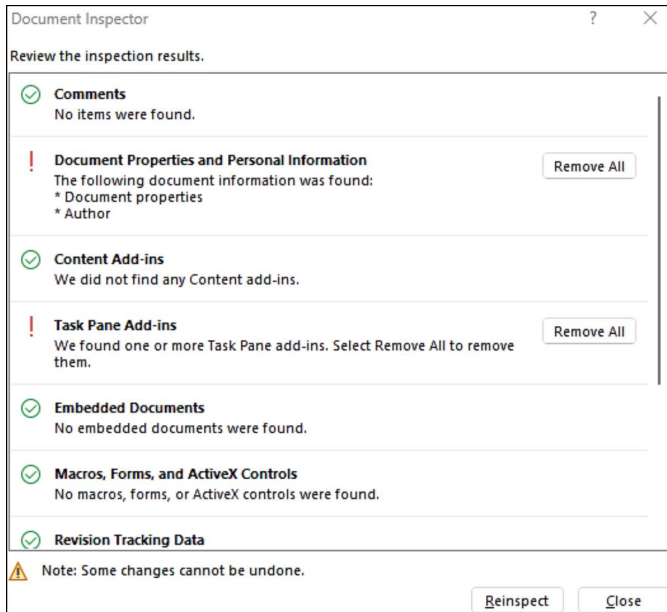 Document Inspector ? ×
Review the inspection results.
Comments
No items were found.
Document Properties and Personal Information
Remove All
The following document information was found:
* Document properties
* Author
Content Add-ins
We did not find any Content add-ins.
Task Pane Add-ins
Remove All
We found one or more Task Pane add-ins. Select Remove All to remove
them.
Embedded Documents
No embedded documents were found.
Macros, Forms, and ActiveX Controls
No macros, forms, or ActiveX controls were found.
Revision Tracking Data
Note: Some changes cannot be undone.
Reinspect Close